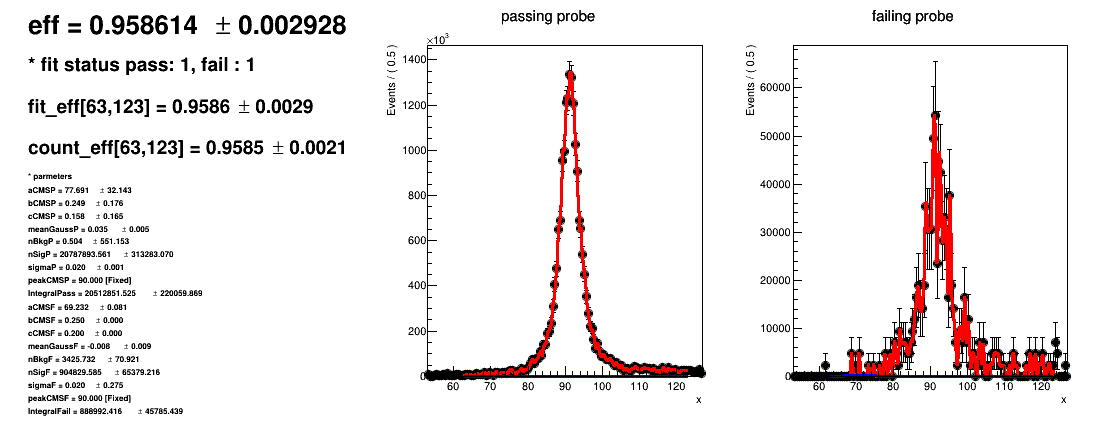 eff = 0.958614 ± 0.002928
* fit status pass: 1, fail : 1
fit_eff[63,123] = 0.9586 ± 0.0029
count_eff[63,123] = 0.9585 ± 0.0021
* parmeters
aCMSP = 77.691 ± 32.143
bCMSP = 0.249 ± 0.176
cCMSP = 0.158 ± 0.165
meanGaussP = 0.035 ± 0.005
nBkgP = 0.504 ± 551.153
nSigP = 20787893.561 ± 313283.070
sigmaP = 0.020 ± 0.001
peakCMSP = 90.000 [Fixed]
IntegralPass = 20512851.525 ± 220059.869
aCMSF = 69.232 ± 0.081
bCMSF = 0.250 ± 0.000
cCMSF = 0.200 ± 0.000
meanGaussF = -0.008 ± 0.009
nBkgF = 3425.732 ± 70.921
nSigF = 904829.585 ± 65379.216
sigmaF = 0.020 ± 0.275
peakCMSF = 90.000 [Fixed]
IntegralFail = 888992.416 ± 45785.439
passing probe
×10³
Events / ( 0.5 )
1400
1200
1000
800
600
400
200
0
60 70 80 90 100 110 120
x
failing probe
Events / ( 0.5 )
60000
50000
40000
30000
20000
10000
0
60 70 80 90 100 110 120
x